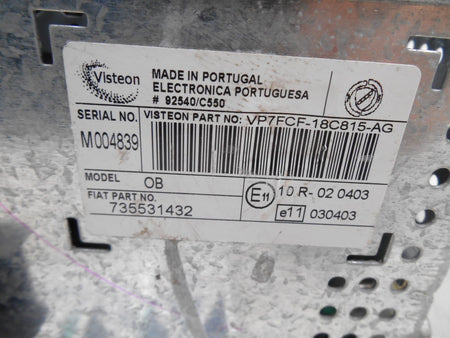 Visteon
MADE IN PORTUGAL
ELECTRONICA PORTUGUESA
# 92540/C550
SERIAL NO.
M004839
VISTEON PART NO: VP7FCF-18C815-AG
MODEL OB
FIAT PART NO.
735531432
E11 10 R- 02 0403
e11 030403